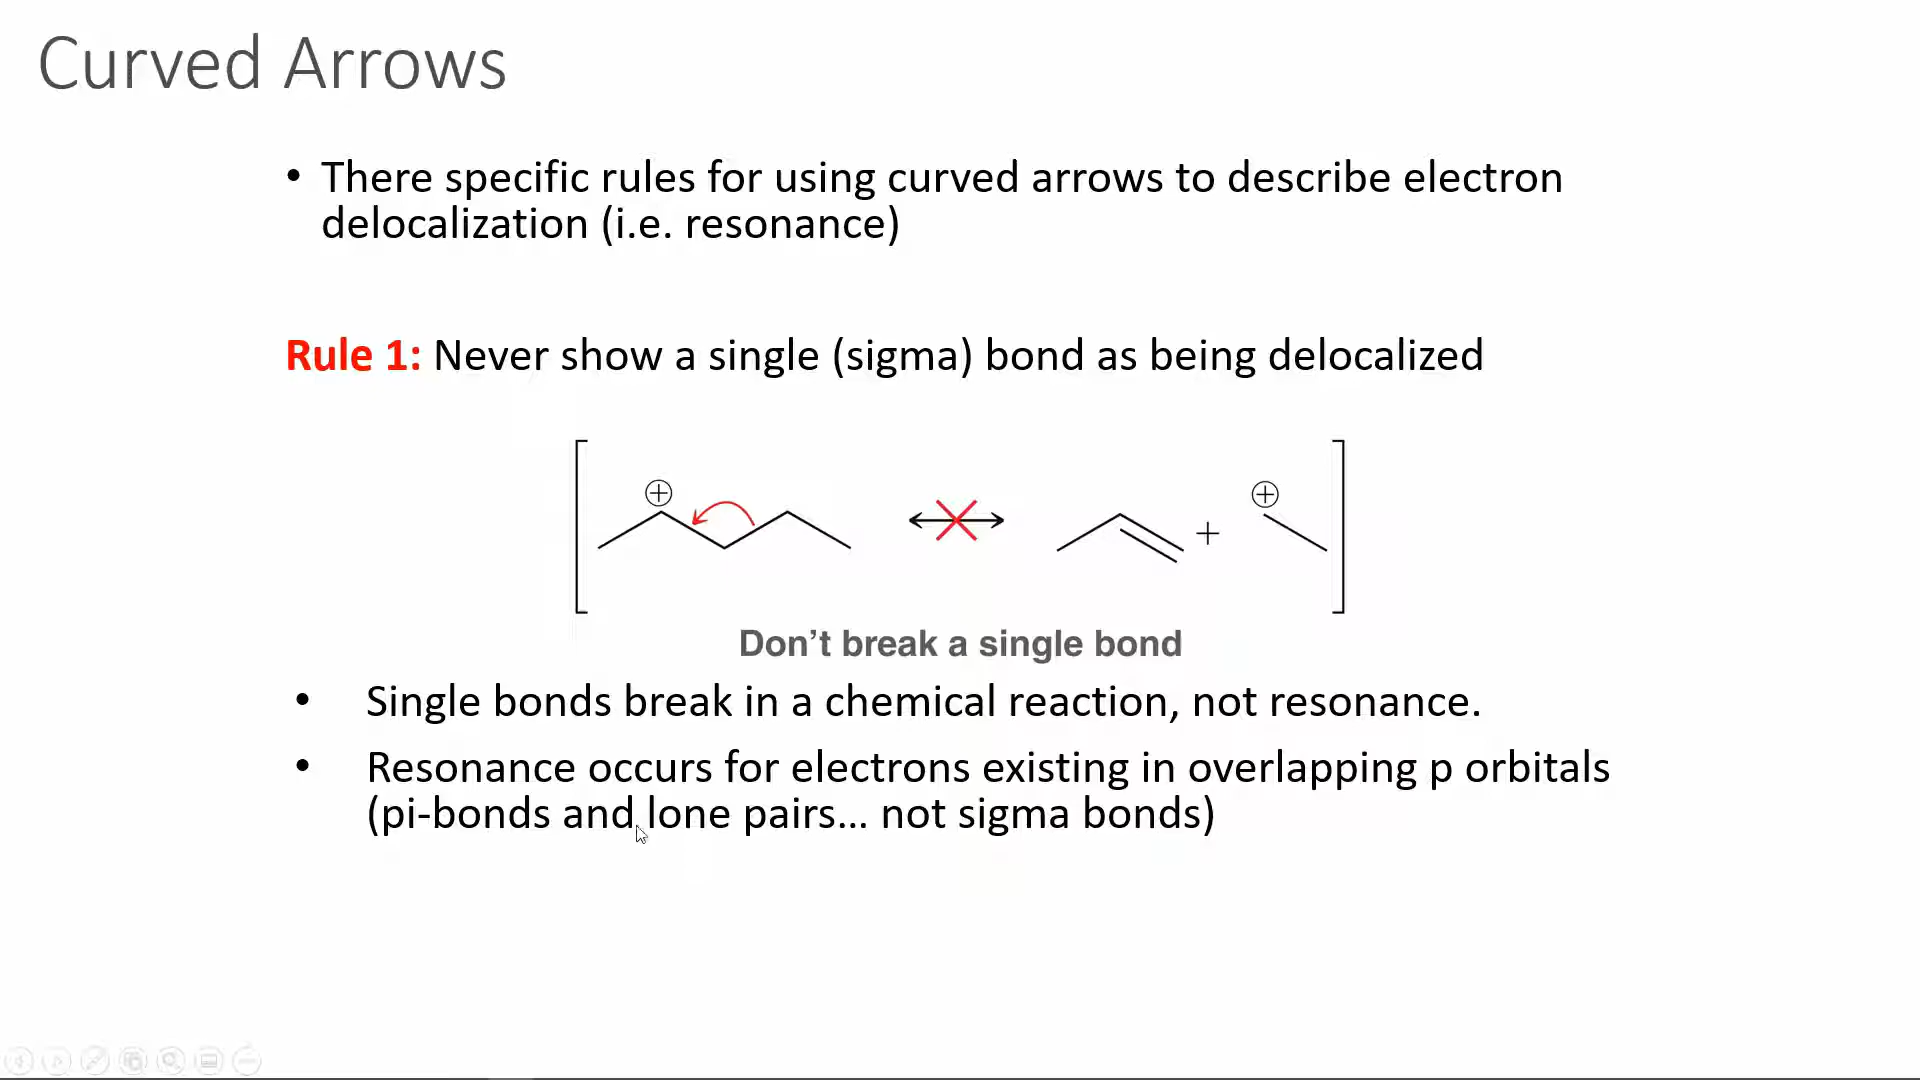 Curved Arrows
• There specific rules for using curved arrows to describe electron
delocalization (i.e. resonance)
Rule 1: Never show a single (sigma) bond as being delocalized
+ + +
Don’t break a single bond
• Single bonds break in a chemical reaction, not resonance.
• Resonance occurs for electrons existing in overlapping p orbitals
(pi-bonds and lone pairs... not sigma bonds)